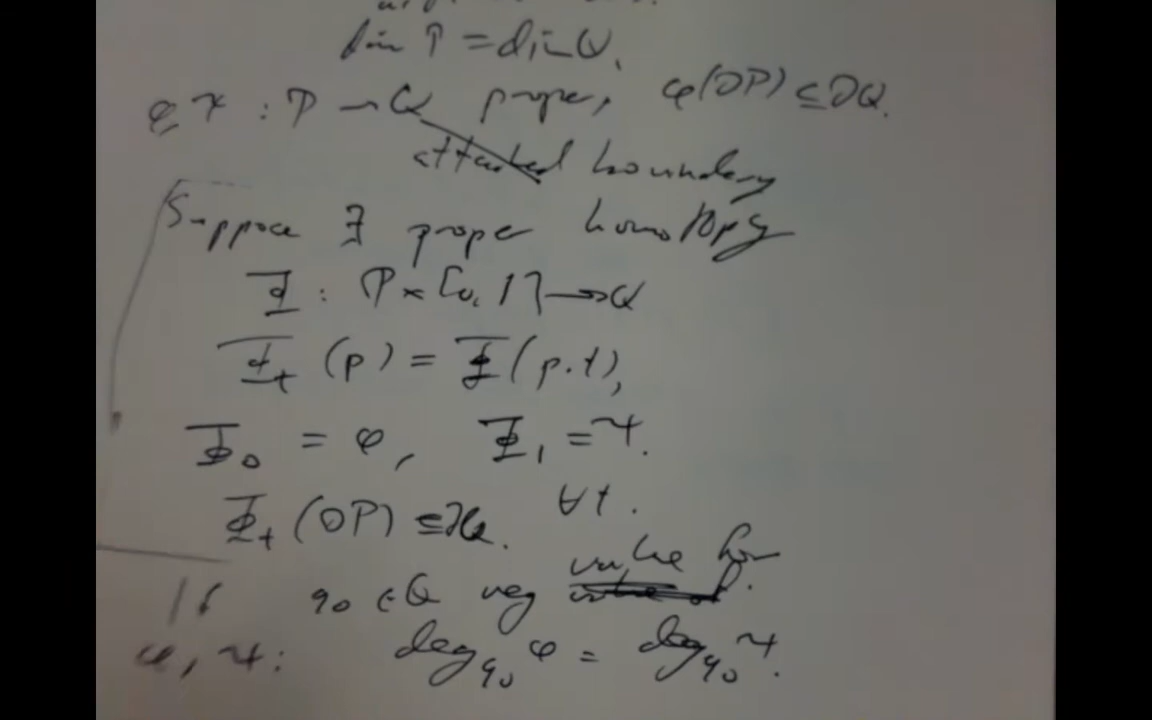 dim P = dim Q.
φ, ψ : P → Q proper, φ(∂P) ⊆ ∂Q.
boundary
Suppose ∃ proper homotopy
Φ : P × [0, 1] → Q
Φ_t (p) = Φ(p, t),
Φ_0 = φ, Φ_1 = ψ.
Φ_t (∂P) ⊆ ∂Q. ∀t.
value for
If q_0 ∈ Q reg
φ, ψ: deg_{q_0} φ = deg_{q_0} ψ.